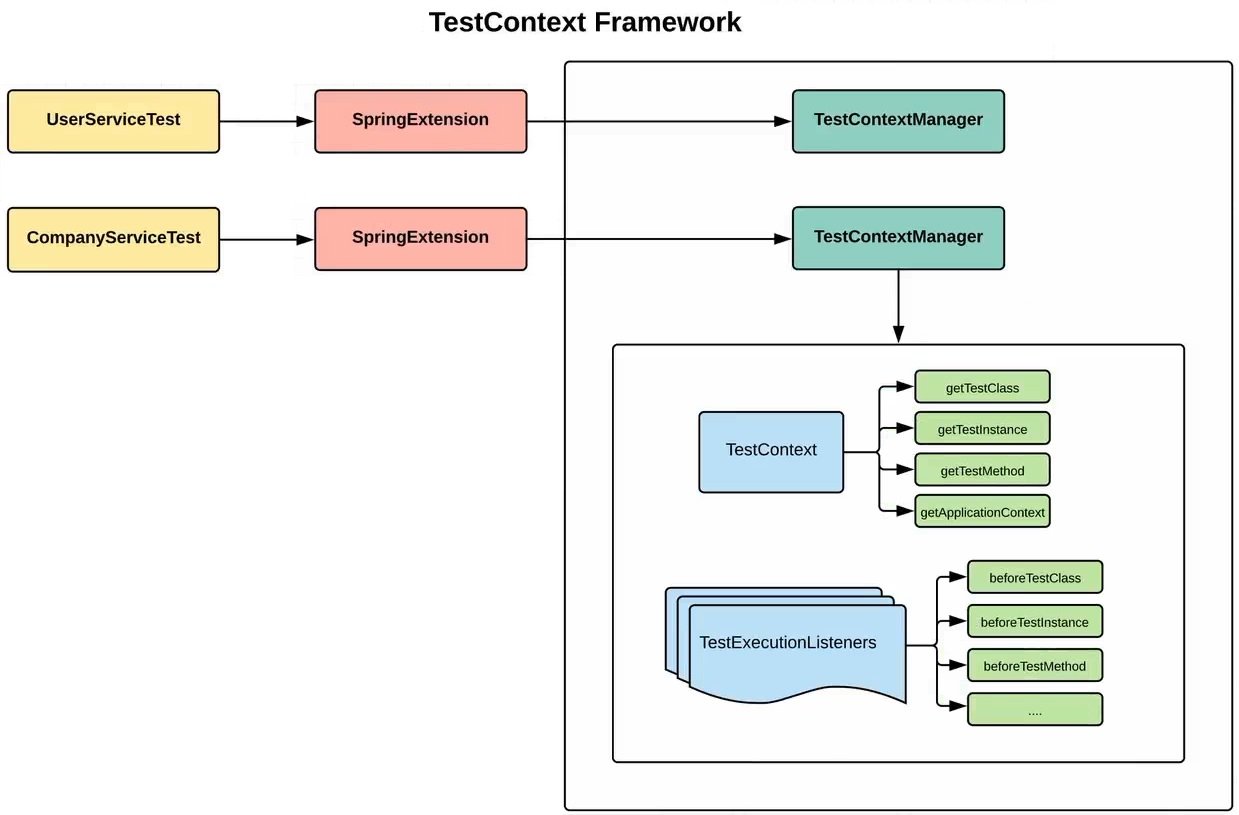 TestContext Framework
UserServiceTest
SpringExtension
TestContextManager
CompanyServiceTest
SpringExtension
TestContextManager
TestContext
getTestClass
getTestInstance
getTestMethod
getApplicationContext
TestExecutionListeners
beforeTestClass
beforeTestInstance
beforeTestMethod
....